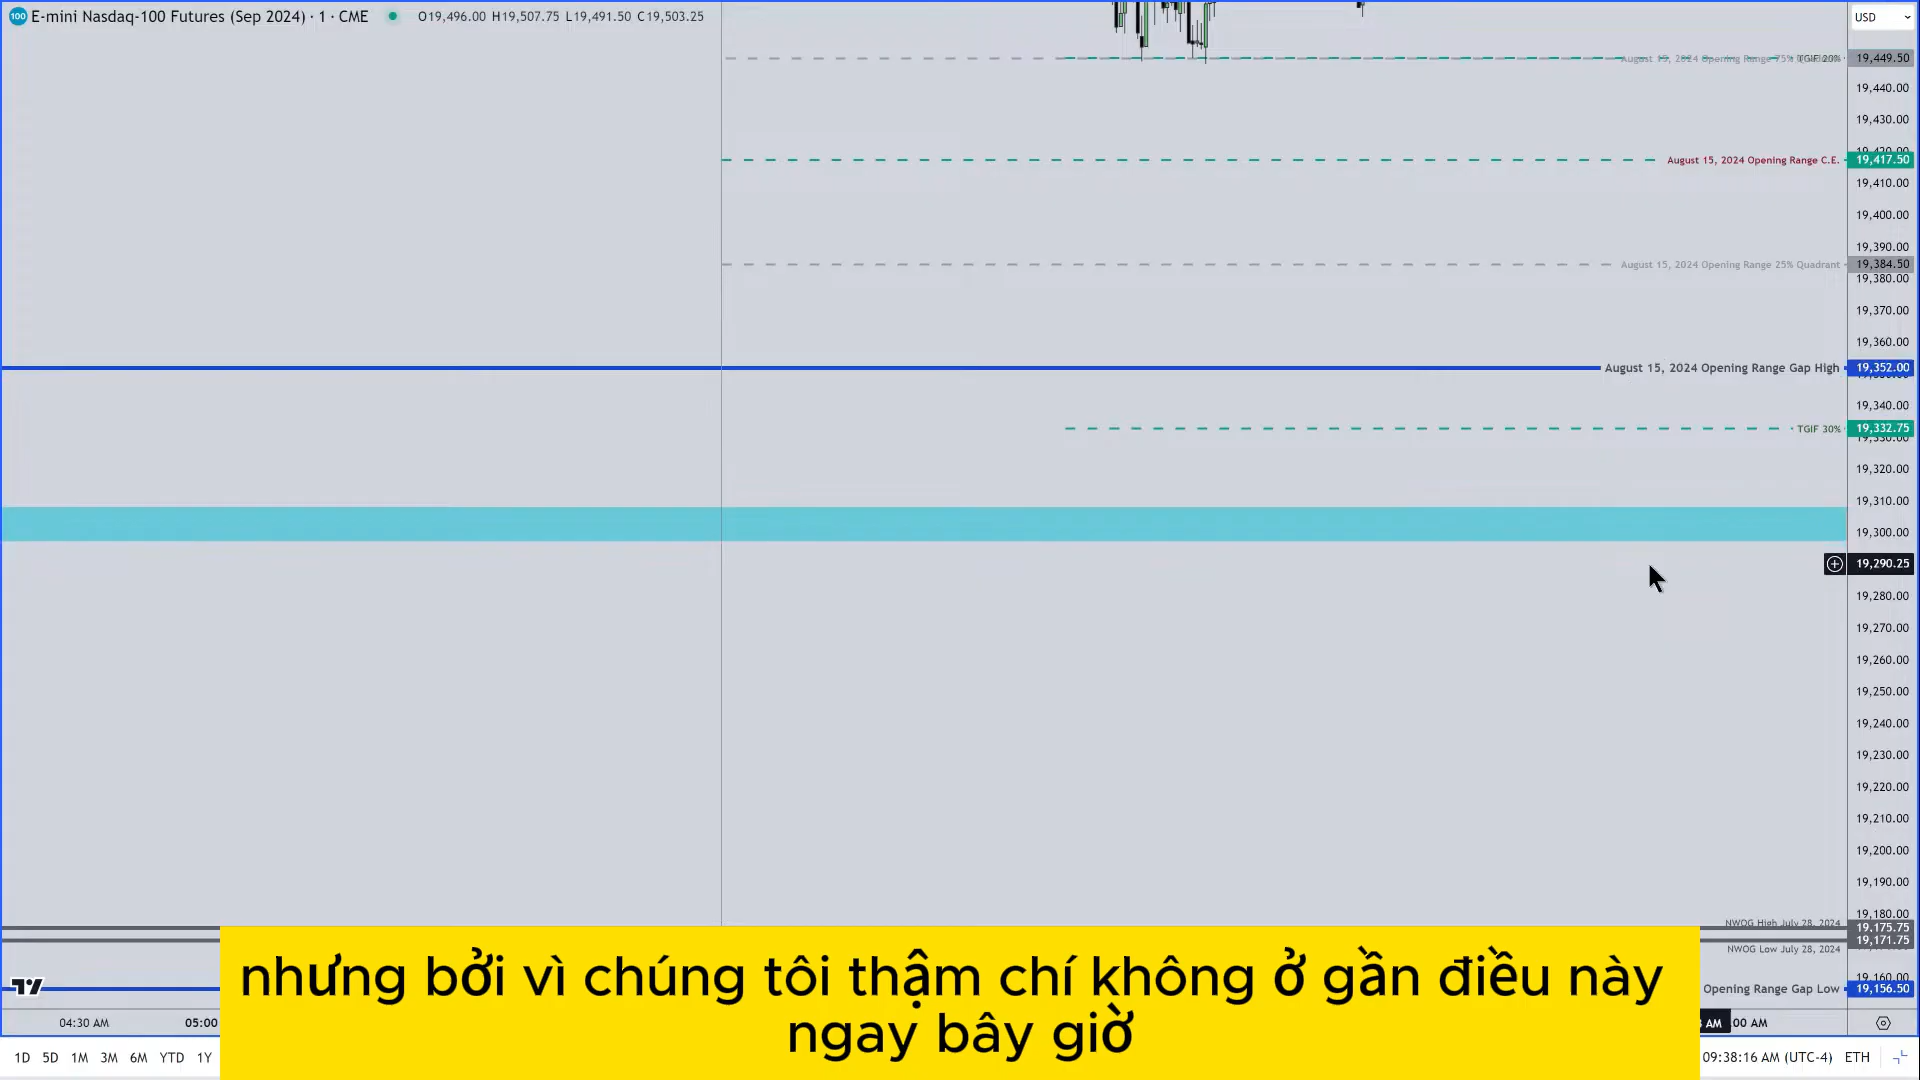 100 E-mini Nasdaq-100 Futures (Sep 2024) · 1 · CME O19,496.00 H19,507.75 L19,491.50 C19,503.25
USD
TGIF 20% 19,449.50
19,440.00
19,430.00
August 15, 2024 Opening Range C.E. 19,417.50
19,410.00
19,400.00
19,390.00
August 15, 2024 Opening Range 25% Quadrant 19,384.50
19,380.00
19,370.00
19,360.00
August 15, 2024 Opening Range Gap High 19,352.00
19,340.00
TGIF 30% 19,332.75
19,330.00
19,320.00
19,310.00
19,300.00
19,290.25
19,280.00
19,270.00
19,260.00
19,250.00
19,240.00
19,230.00
19,220.00
19,210.00
19,200.00
19,190.00
19,180.00
NWOG High July 28, 2024 19,175.75
19,171.75
NWOG Low July 28, 2024
19,160.00
Opening Range Gap Low 19,156.50
nhưng bởi vì chúng tôi thậm chí không ở gần điều này
ngay bây giờ
04:30 AM 05:00 AM :00 AM
1D 5D 1M 3M 6M YTD 1Y 09:38:16 AM (UTC-4) ETH